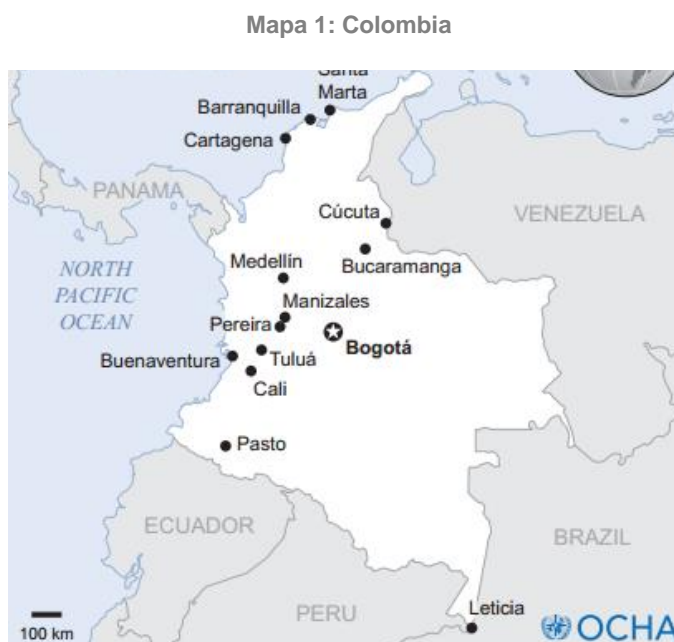 Mapa 1: Colombia
Santa
Marta
Barranquilla
Cartagena
PANAMA
Cúcuta
VENEZUELA
Bucaramanga
NORTH
PACIFIC
OCEAN
Medellín
Manizales
Pereira
Bogotá
Buenaventura
Tuluá
Cali
Pasto
ECUADOR
BRAZIL
PERU
Leticia
100 km
OCHA